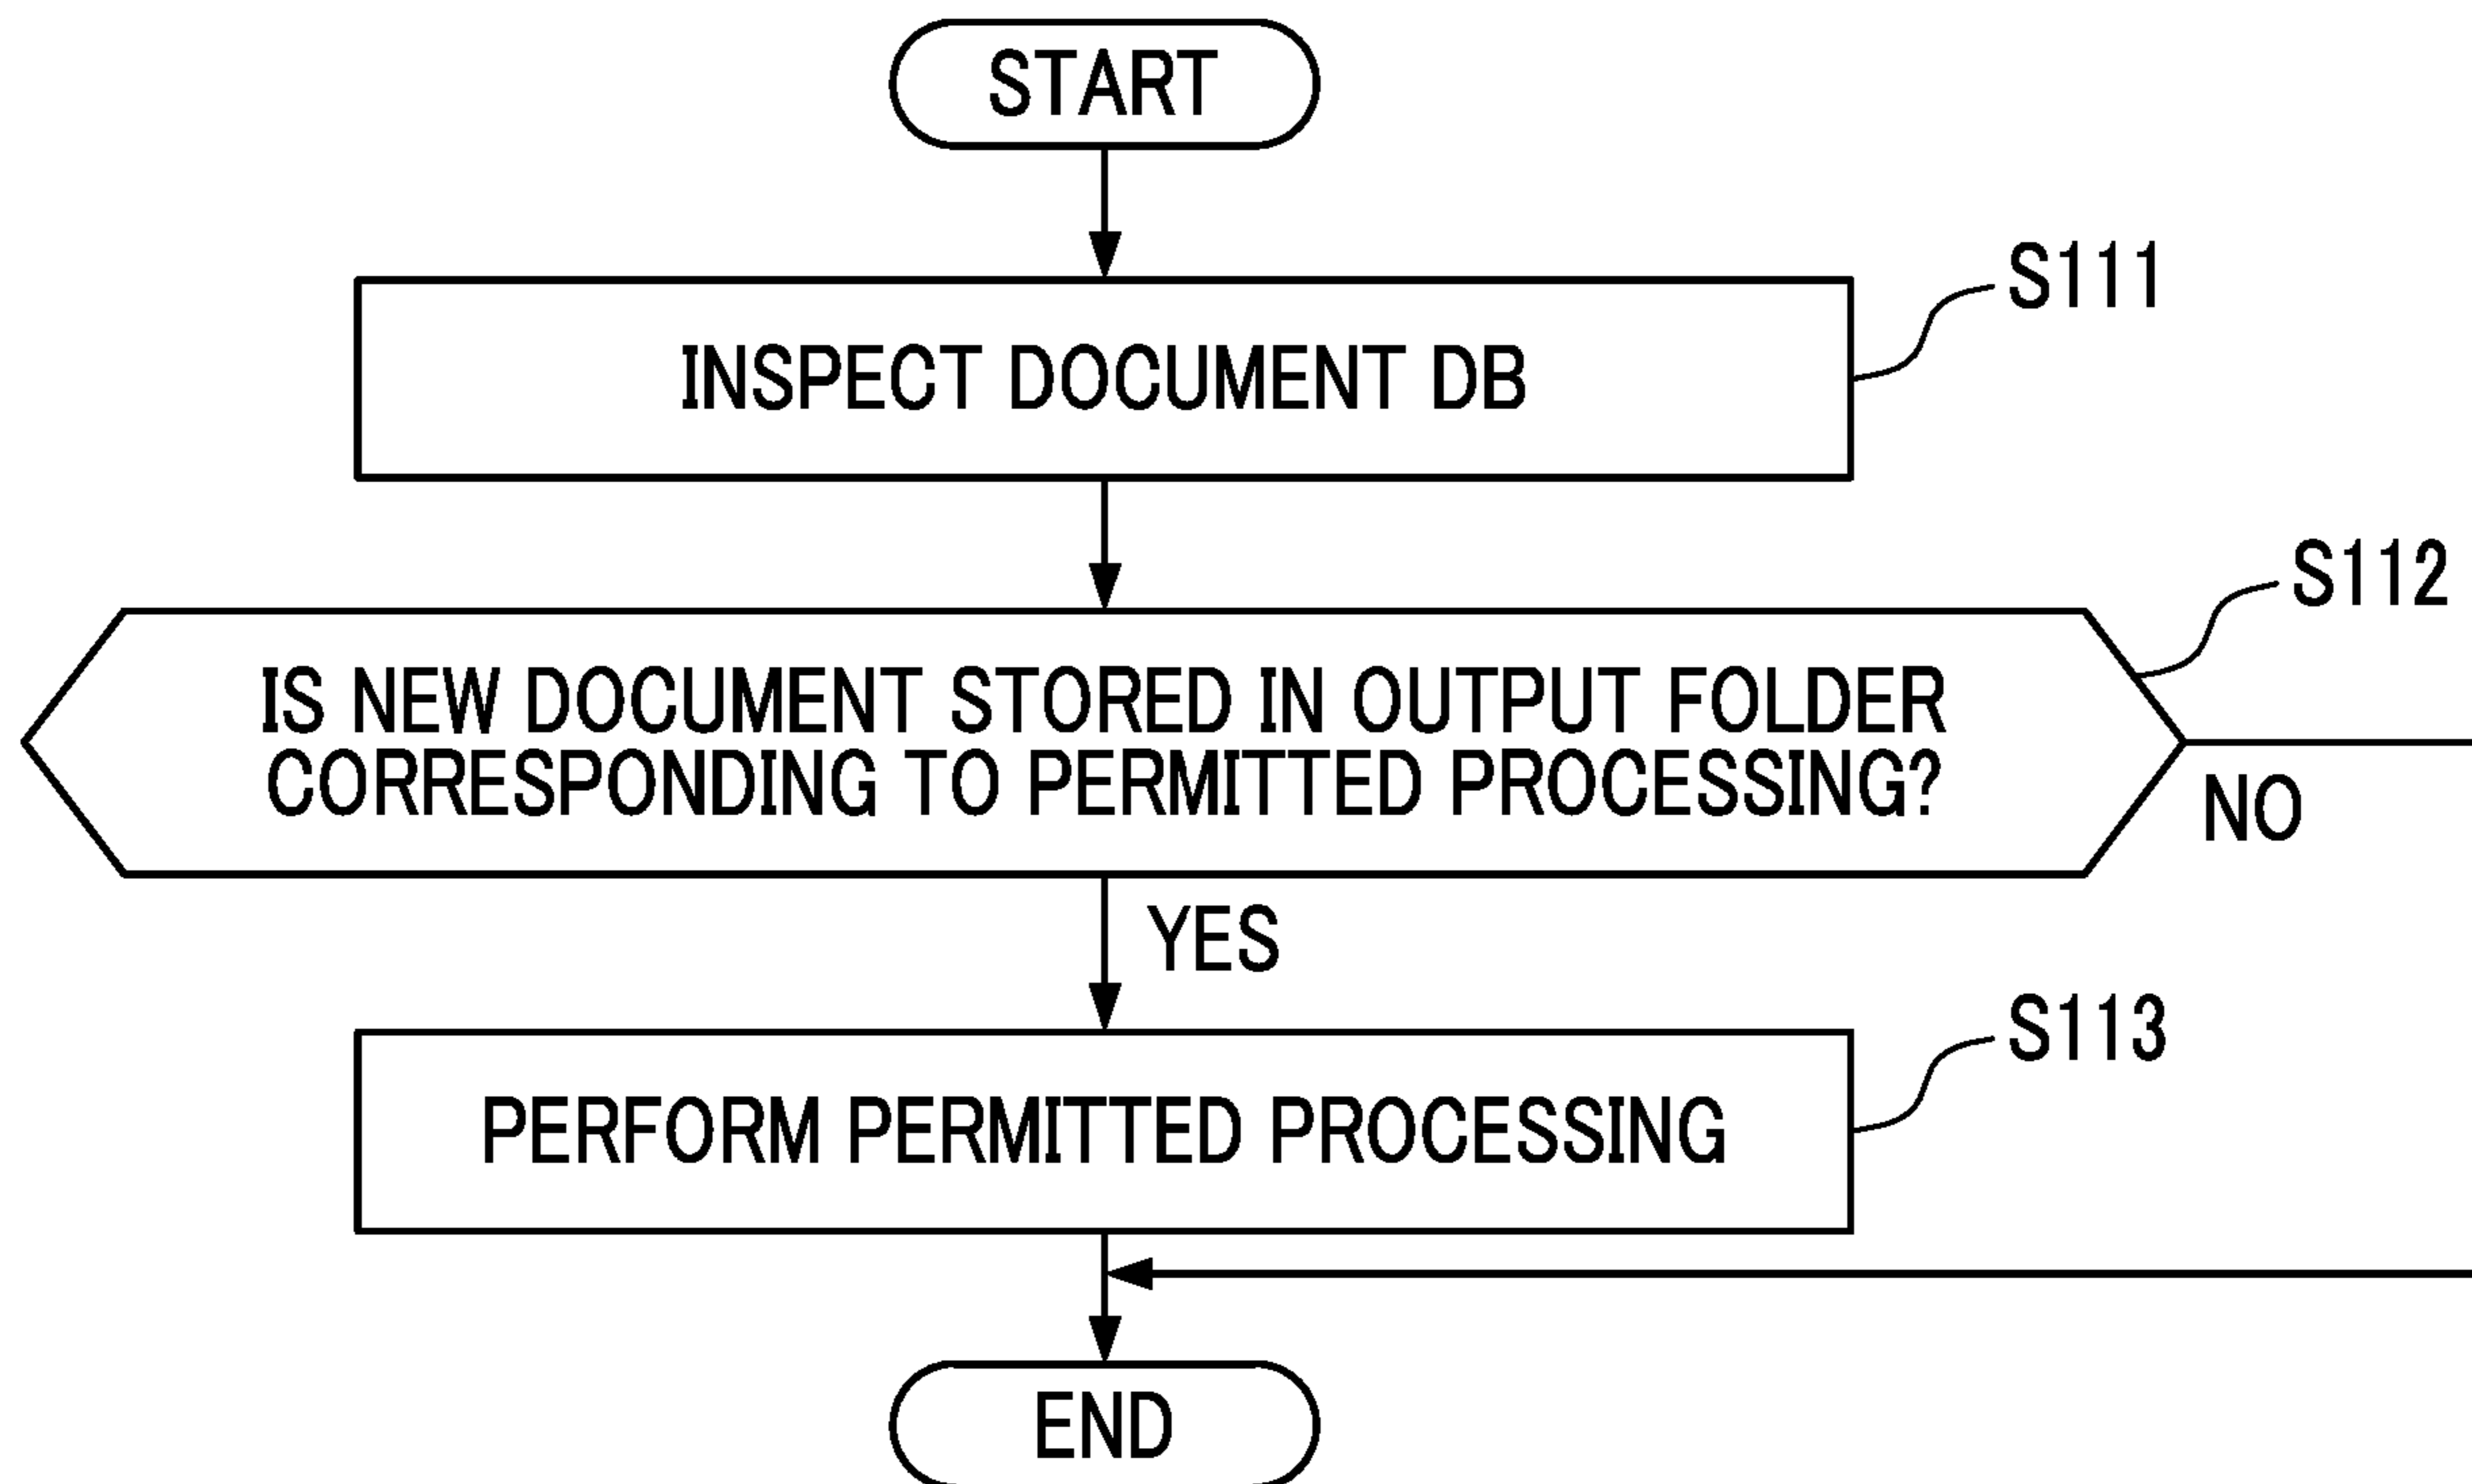 START
INSPECT DOCUMENT DB
S111
S112
IS NEW DOCUMENT STORED IN OUTPUT FOLDER
CORRESPONDING TO PERMITTED PROCESSING?
NO
YES
S113
PERFORM PERMITTED PROCESSING
END